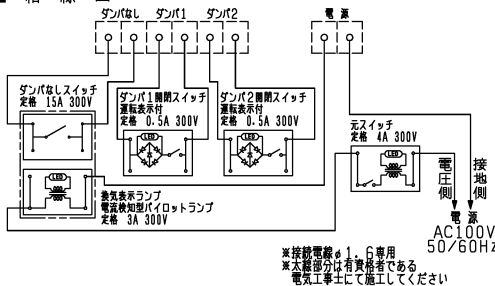 ダンパなし ダンパ1 ダンパ2 電 源
ダンパなしスイッチ
定格 15A 300V
ダンパ1開閉スイッチ
運転表示付
定格 0.5A 300V
ダンパ2開閉スイッチ
運転表示付
定格 0.5A 300V
元スイッチ
定格 4A 300V
LED
LED
LED
LED
換気表示ランプ
電流検知型パイロットランプ
定格 3A 300V
電圧側
接地側
電 源
AC100V
50/60Hz
※接続電線φ1.6専用
※太線部分は有資格者である
電気工事士にて施工してください